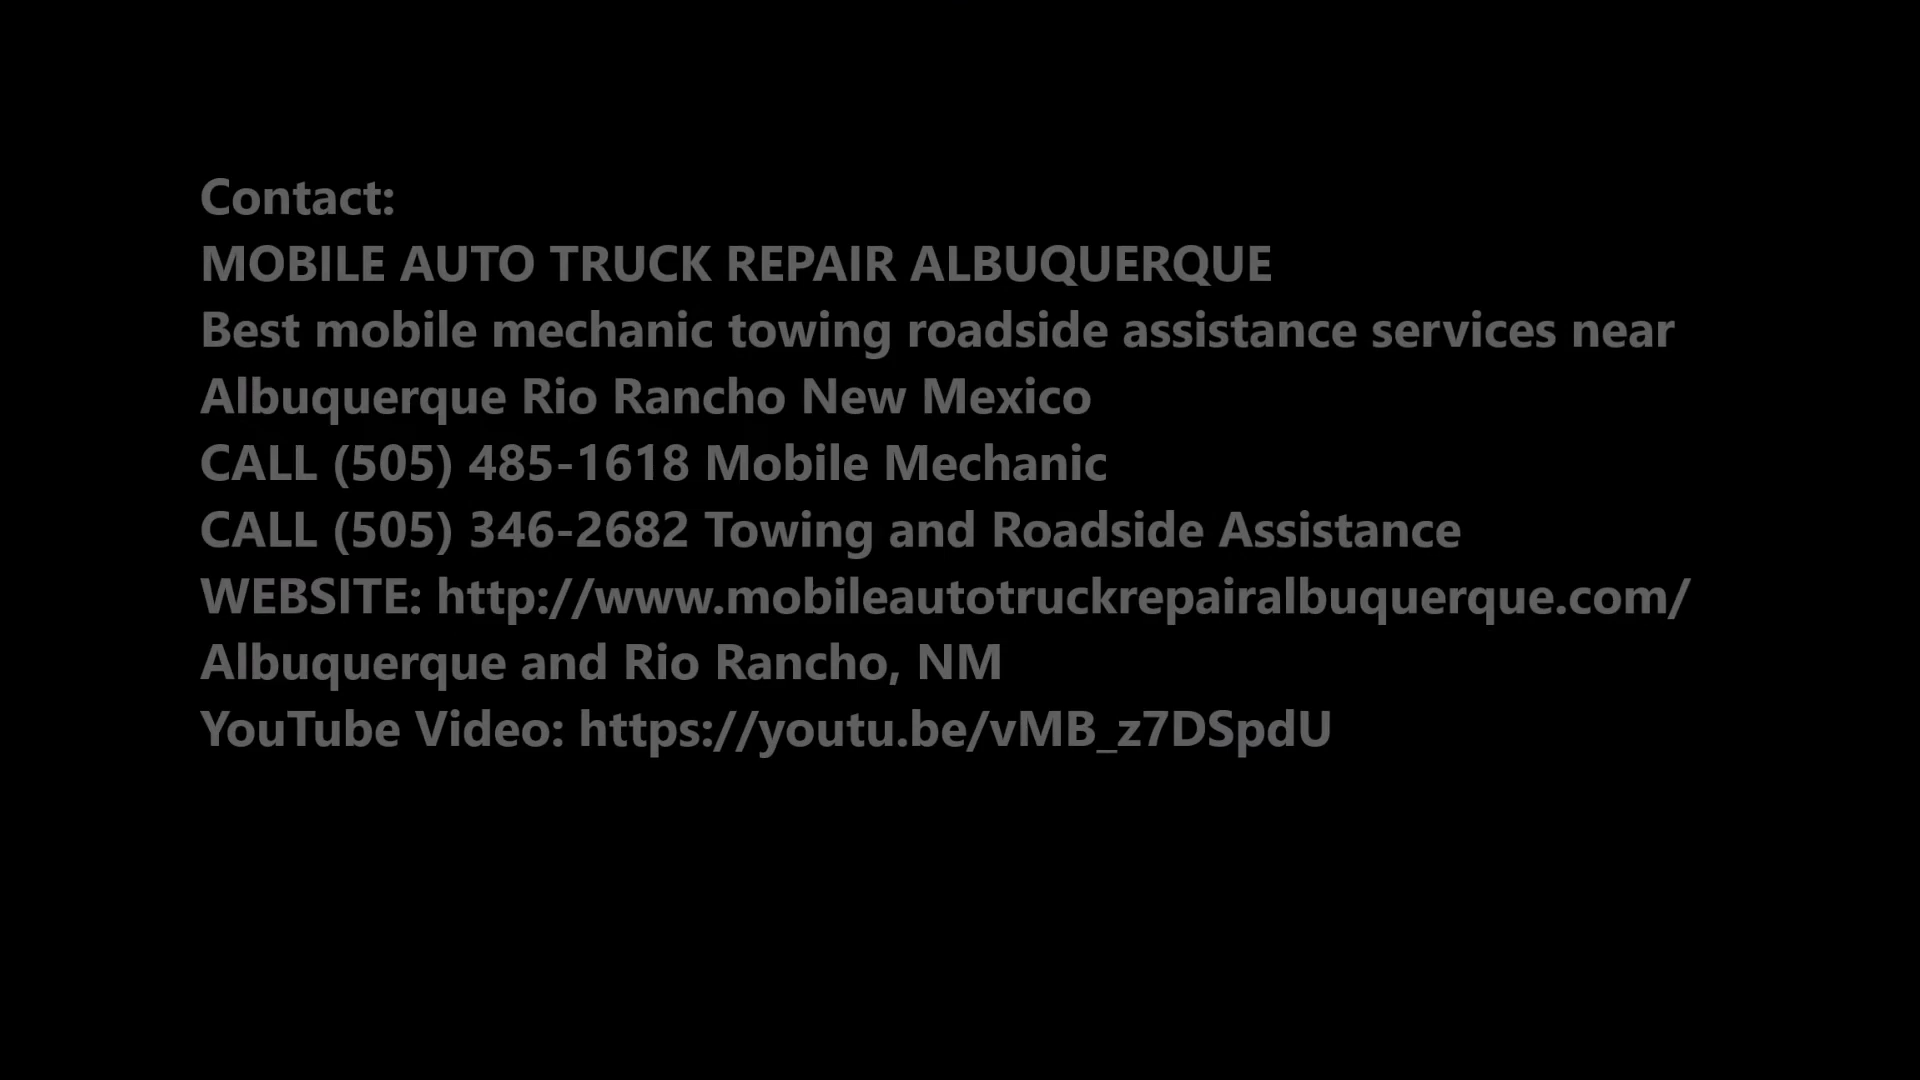 Contact:
MOBILE AUTO TRUCK REPAIR ALBUQUERQUE
Best mobile mechanic towing roadside assistance services near
Albuquerque Rio Rancho New Mexico
CALL (505) 485-1618 Mobile Mechanic
CALL (505) 346-2682 Towing and Roadside Assistance
WEBSITE: http://www.mobileautotruckrepairalbuquerque.com/
Albuquerque and Rio Rancho, NM
YouTube Video: https://youtu.be/vMB_z7DSpdU